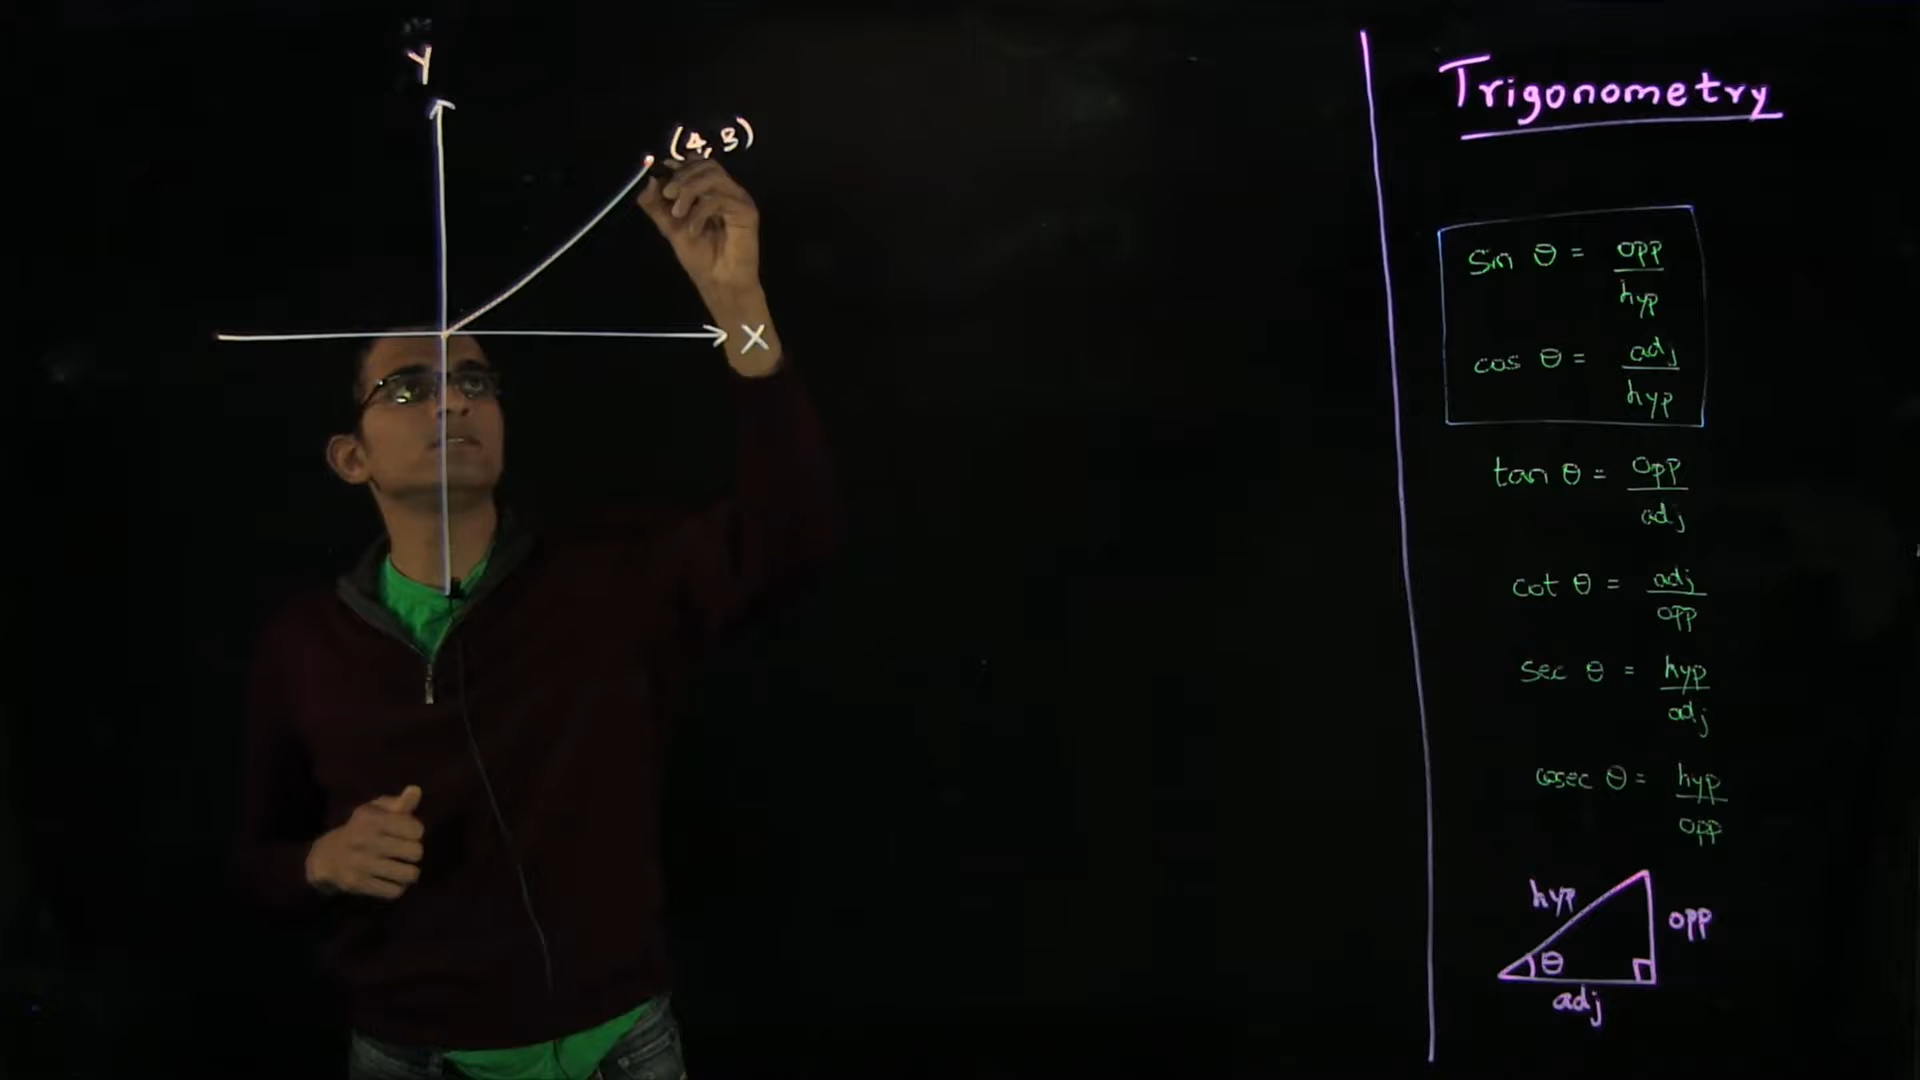 Y
(4, 3)
X
Trigonometry
sin θ = opp
hyp
cos θ = adj
hyp
tan θ = opp
adj
cot θ = adj
opp
sec θ = hyp
adj
cosec θ = hyp
opp
hyp
opp
θ
adj